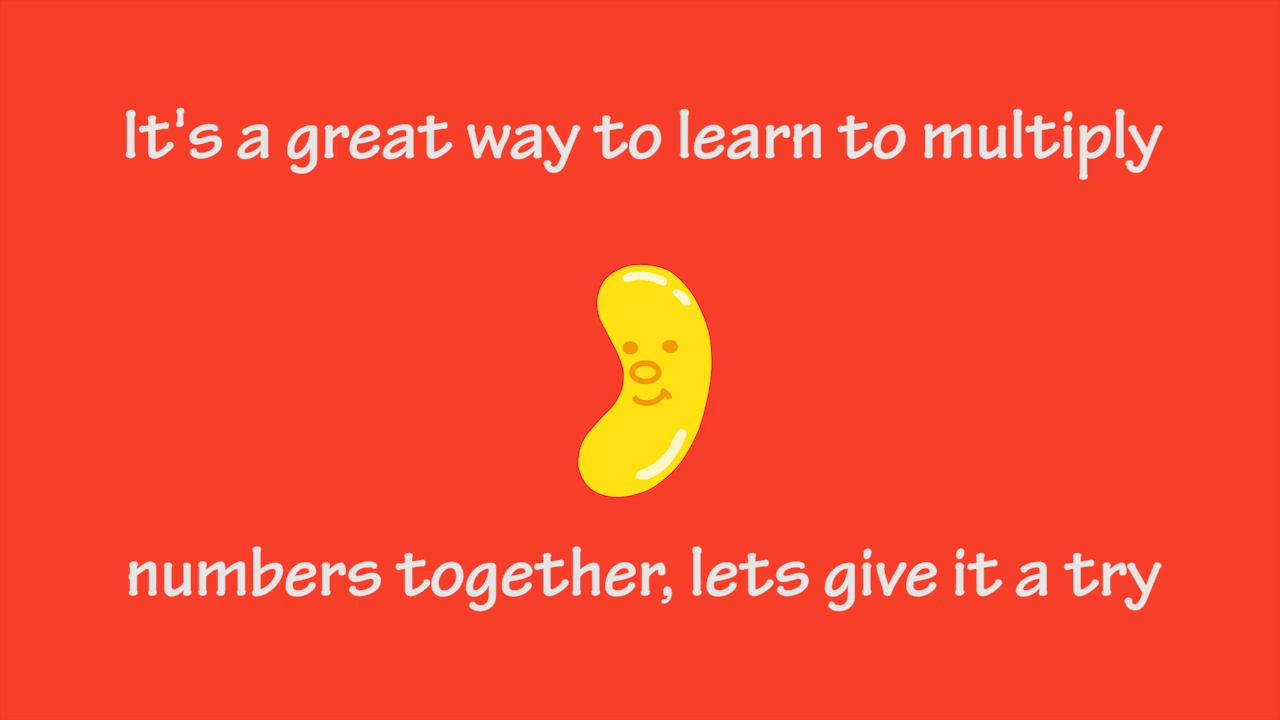 It's a great way to learn to multiply
numbers together, lets give it a try